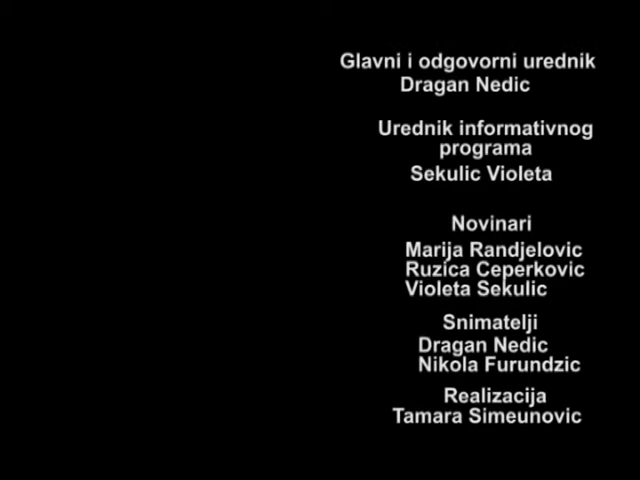 Glavni i odgovorni urednik
Dragan Nedic
Urednik informativnog
programa
Sekulic Violeta
Novinari
Marija Randjelovic
Ruzica Ceperkovic
Violeta Sekulic
Snimatelji
Dragan Nedic
Nikola Furundzic
Realizacija
Tamara Simeunovic